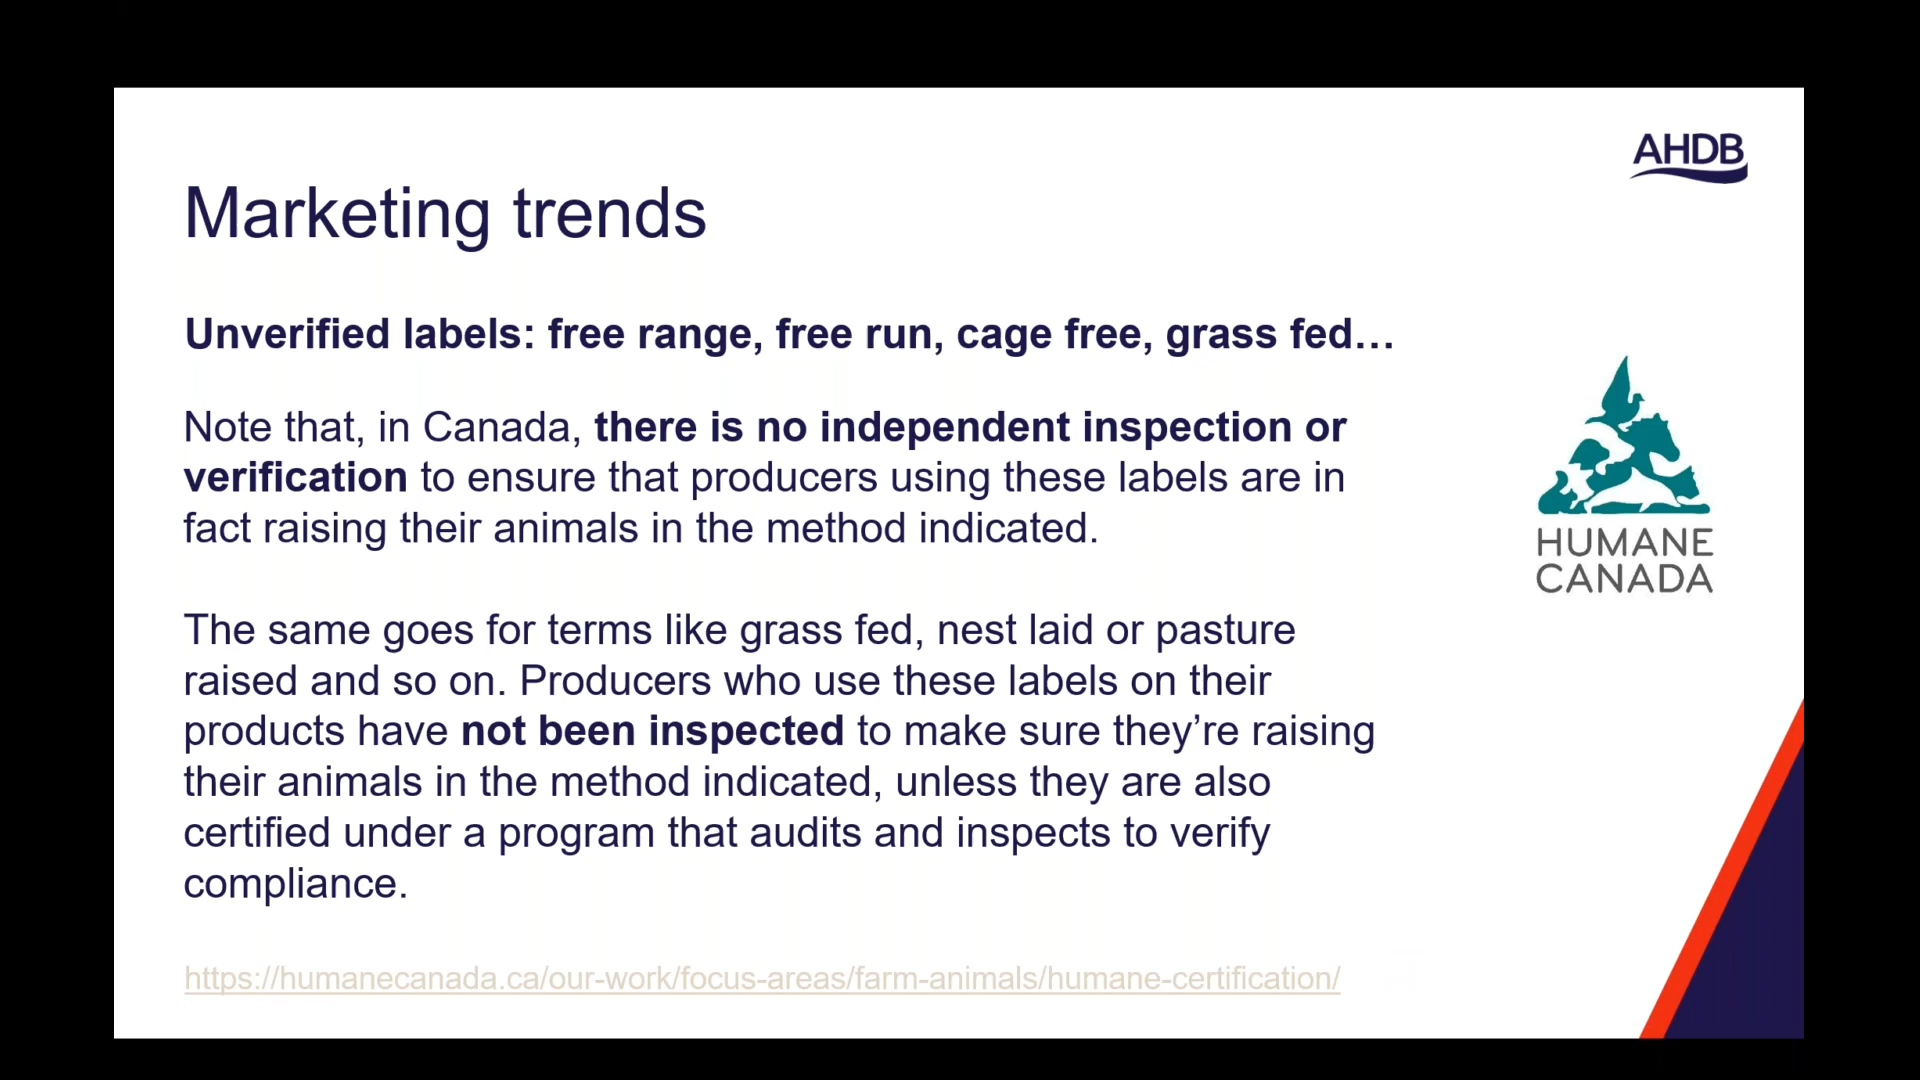 AHDB
Marketing trends
Unverified labels: free range, free run, cage free, grass fed…
Note that, in Canada, there is no independent inspection or
verification to ensure that producers using these labels are in
fact raising their animals in the method indicated.
The same goes for terms like grass fed, nest laid or pasture
raised and so on. Producers who use these labels on their
products have not been inspected to make sure they’re raising
their animals in the method indicated, unless they are also
certified under a program that audits and inspects to verify
compliance.
https://humanecanada.ca/our-work/focus-areas/farm-animals/humane-certification/
HUMANE
CANADA